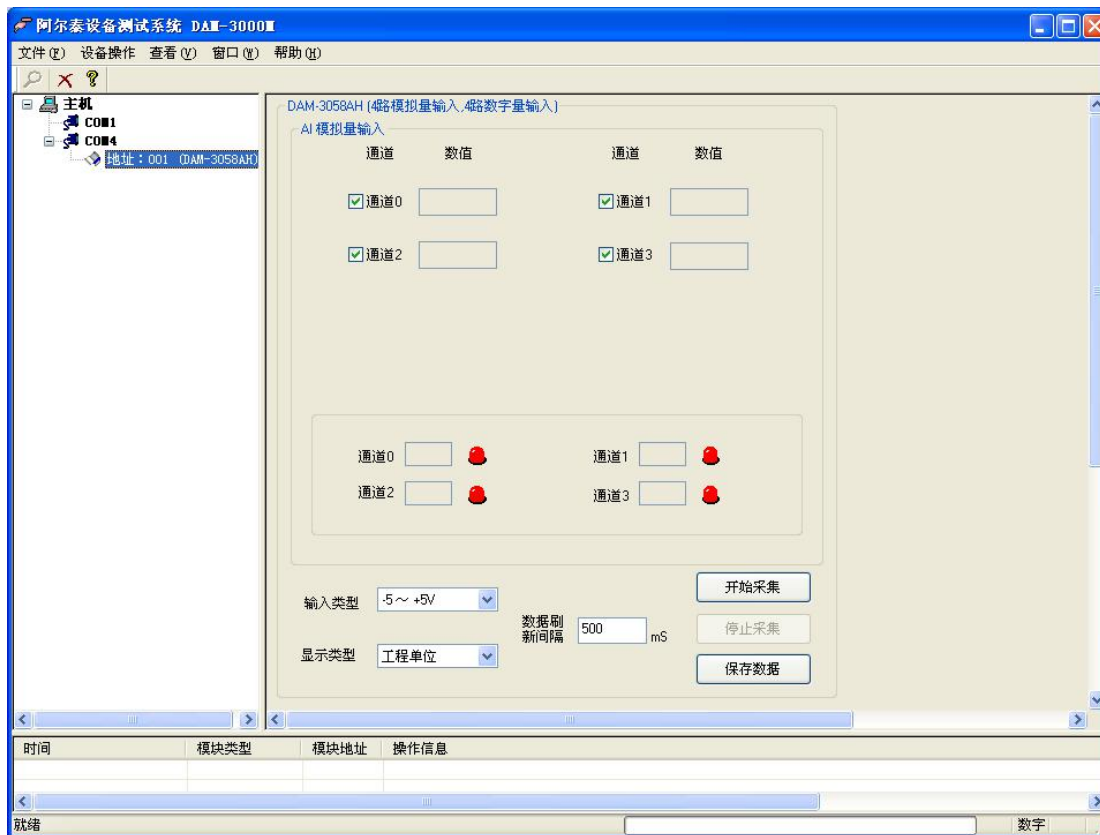 阿尔泰设备测试系统 DAM-3000M
文件(F) 设备操作 查看(V) 窗口(W) 帮助(H)
主机
COM1
COM4
地址：001 (DAM-3058AH)
DAM-3058AH (4路模拟量输入,4路数字量输入)
AI 模拟量输入
通道 数值 通道 数值
通道0 通道1
通道2 通道3
通道0 通道1
通道2 通道3
输入类型 -5～ +5V
数据刷新间隔 500 mS
显示类型 工程单位
开始采集
停止采集
保存数据
时间 模块类型 模块地址 操作信息
就绪 数字